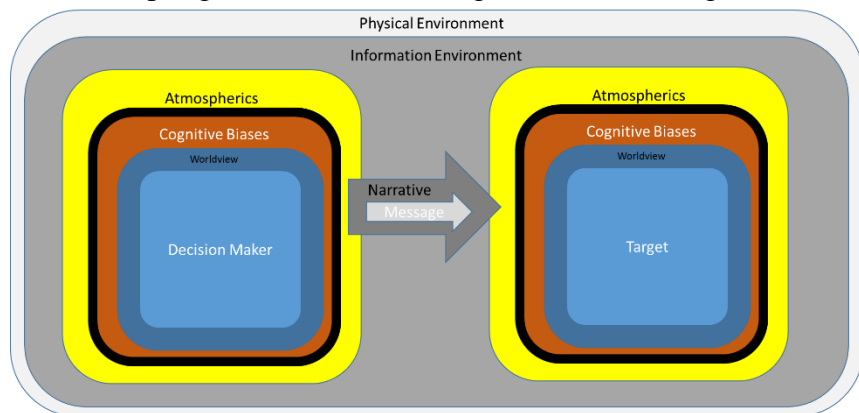 Physical Environment
Information Environment
Atmospherics
Cognitive Biases
Worldview
Decision Maker
Narrative
Message
Atmospherics
Cognitive Biases
Worldview
Target